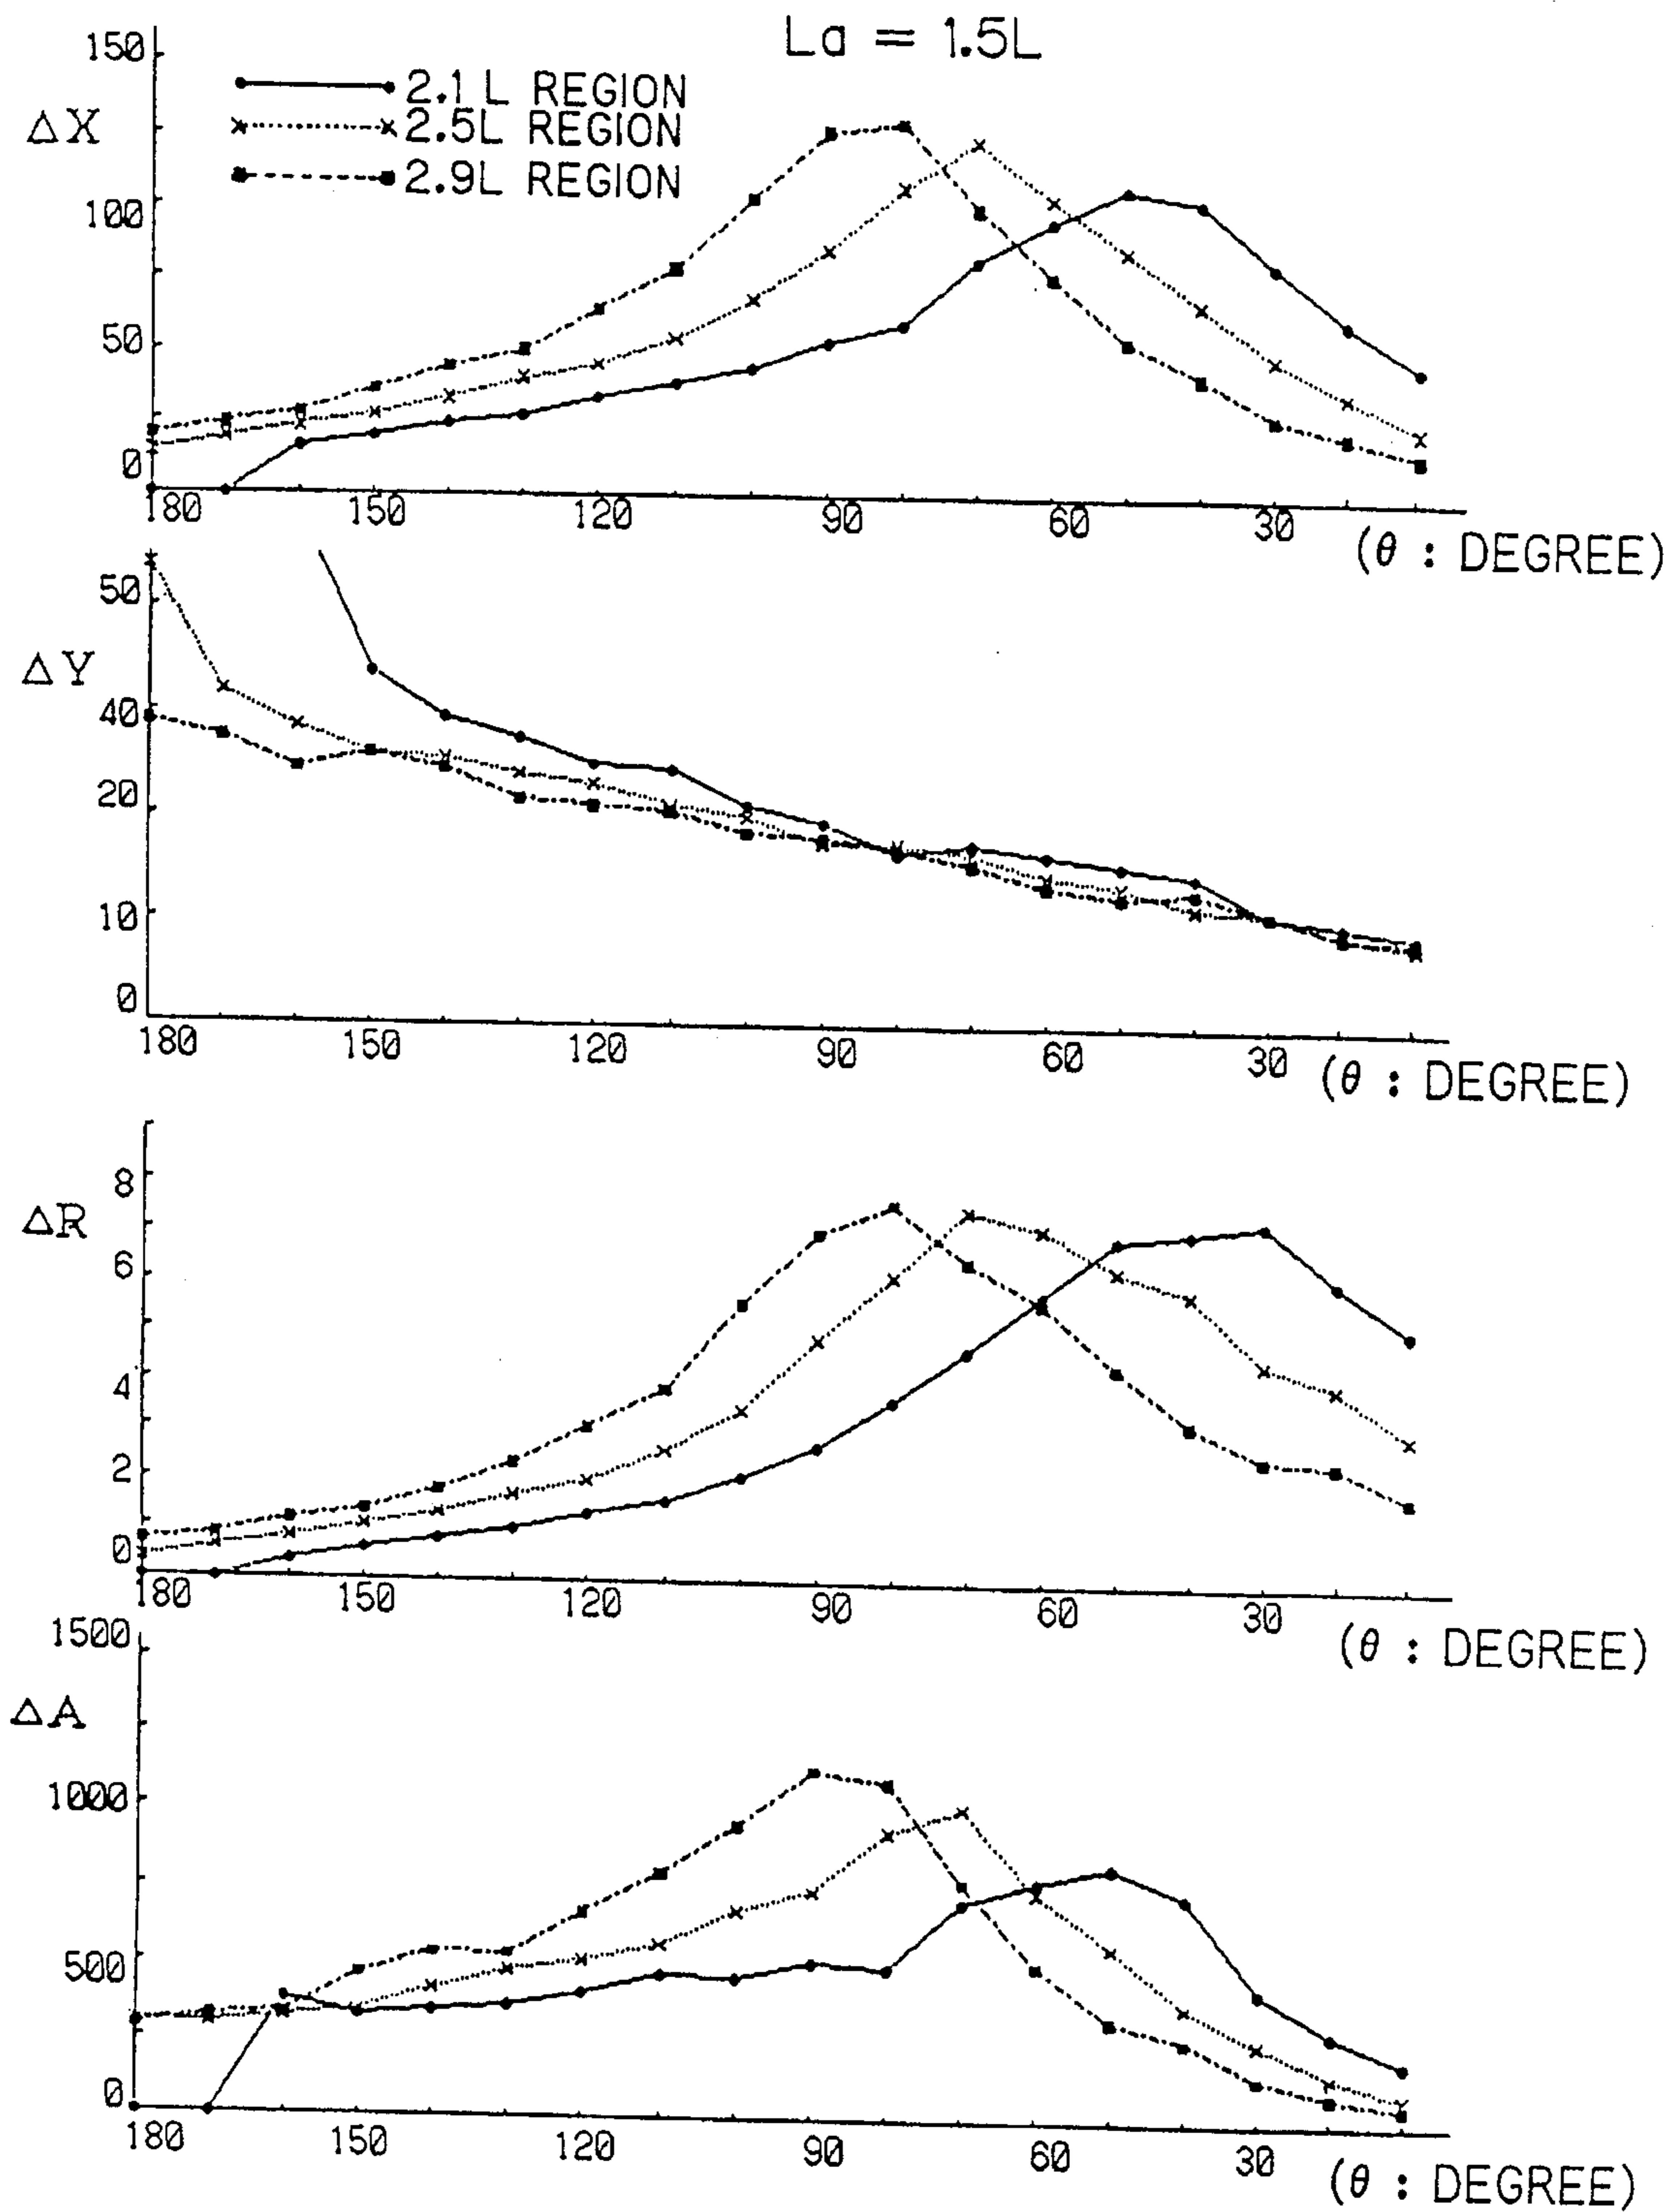 La = 1.5L
150
2.1 L REGION
ΔX
2.5L REGION
2.9L REGION
100
50
0
180 150 120 90 60 30
(θ : DEGREE)
50
ΔY
40
20
10
0
180 150 120 90 60 30
(θ : DEGREE)
8
ΔR
6
4
2
0
180 150 120 90 60 30
(θ : DEGREE)
1500
ΔA
1000
500
0
180 150 120 90 60 30
(θ : DEGREE)